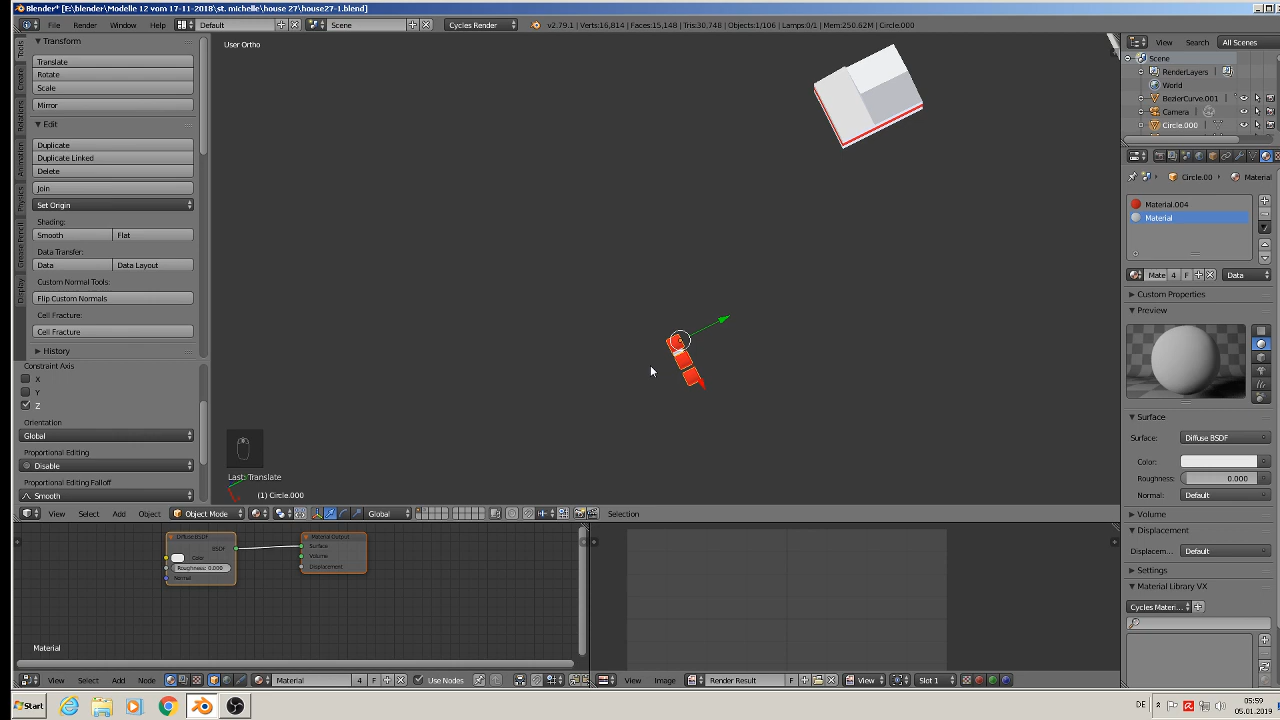 Blender* [E:\blender\Modelle 12 vom 17-11-2018\st. michelle\house 27\house27-1.blend]
File Render Window Help Default Scene Cycles Render v2.79.1 | Verts:16,814 | Faces:15,148 | Tris:30,748 | Objects:1/106 | Lamps:0/1 | Mem:250.62M | Circle.000
View Search All Scenes
Transform
User Ortho
Translate
Rotate
Scale
Mirror
Edit
Duplicate
Duplicate Linked
Delete
Join
Set Origin
Shading:
Smooth Flat
Data Transfer:
Data Data Layout
Custom Normal Tools:
Flip Custom Normals
Cell Fracture:
Cell Fracture
History
Constraint Axis
X
Y
Z
Orientation
Global
Proportional Editing
Disable
Proportional Editing Falloff
Smooth
Tools
Create
Relations
Animation
Physics
Grease Pencil
Display
Last: Translate
(1) Circle.000
View Select Add Object Object Mode Global Selection
Scene
RenderLayers
World
BezierCurve.001
Camera
Circle.000
Circle.00 Material
Material.004
Material
Mate 4 F Data
Custom Properties
Preview
Surface
Surface: Diffuse BSDF
Color:
Roughness: 0.000
Normal: Default
Volume
Displacement
Displacem... Default
Settings
Material Library VX
Cycles Materi...
Diffuse BSDF
BSDF
Color
Roughness: 0.000
Normal
Material Output
Surface
Volume
Displacement
Material
View Select Add Node Material 4 F Use Nodes
View Image Render Result F View Slot 1
Start DE 05:59
05.01.2019